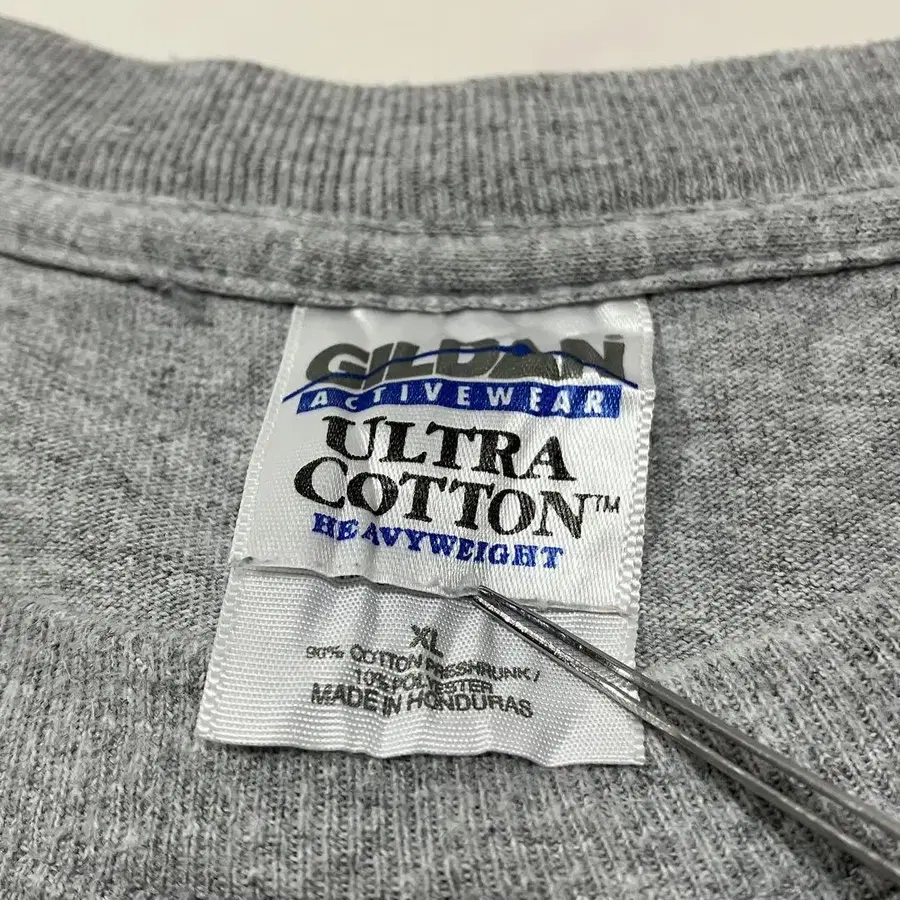 GILDAN
ACTIVEWEAR
ULTRA
COTTON™
HEAVYWEIGHT
XL
90% COTTON PRESHRUNK/
10% POLYESTER
MADE IN HONDURAS